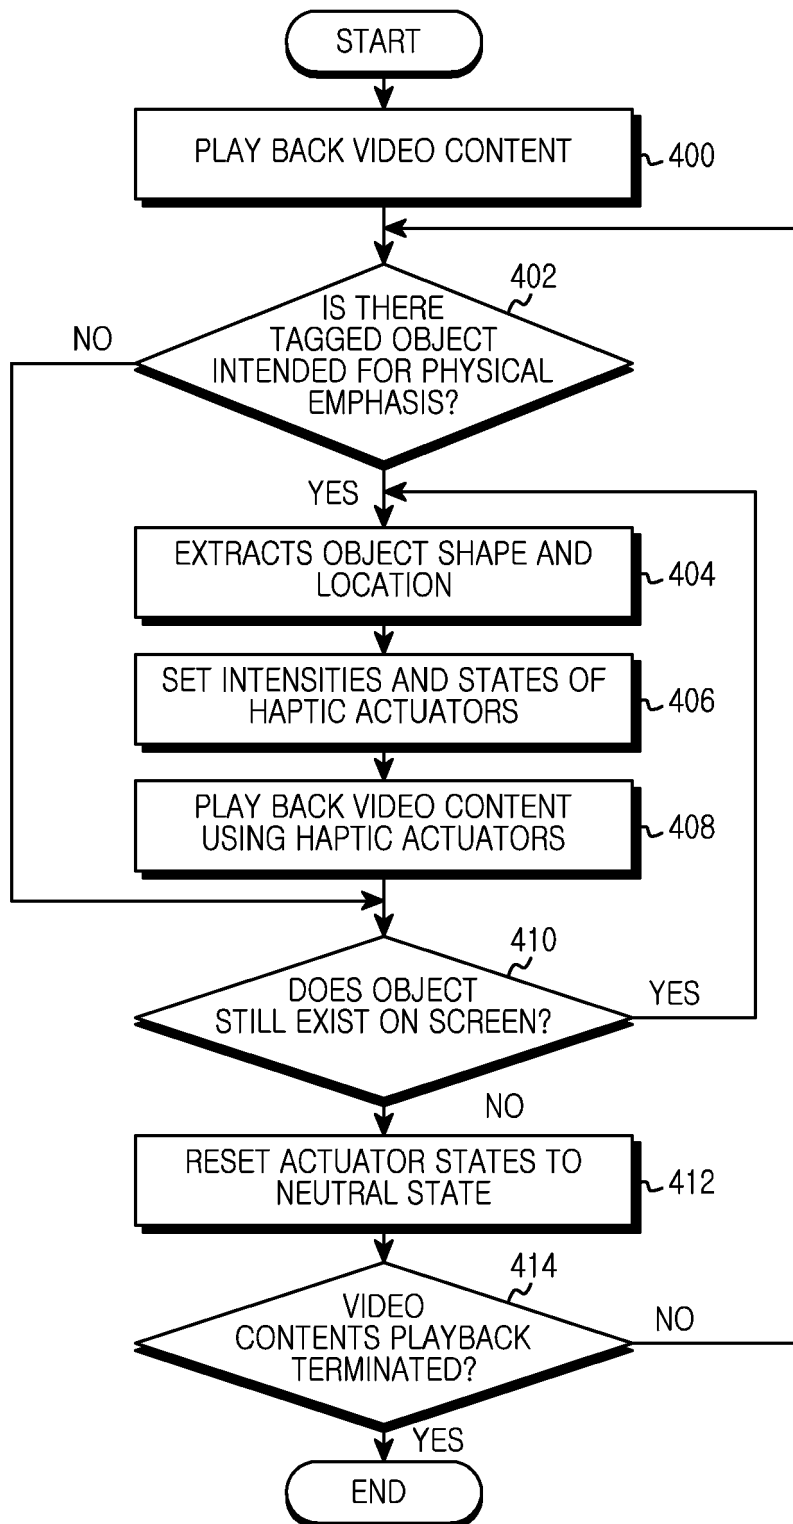 START
PLAY BACK VIDEO CONTENT
400
402
IS THERE
TAGGED OBJECT
INTENDED FOR PHYSICAL
EMPHASIS?
NO
YES
EXTRACTS OBJECT SHAPE AND
LOCATION
404
SET INTENSITIES AND STATES OF
HAPTIC ACTUATORS
406
PLAY BACK VIDEO CONTENT
USING HAPTIC ACTUATORS
408
410
DOES OBJECT
STILL EXIST ON SCREEN?
YES
NO
RESET ACTUATOR STATES TO
NEUTRAL STATE
412
414
VIDEO
CONTENTS PLAYBACK
TERMINATED?
NO
YES
END